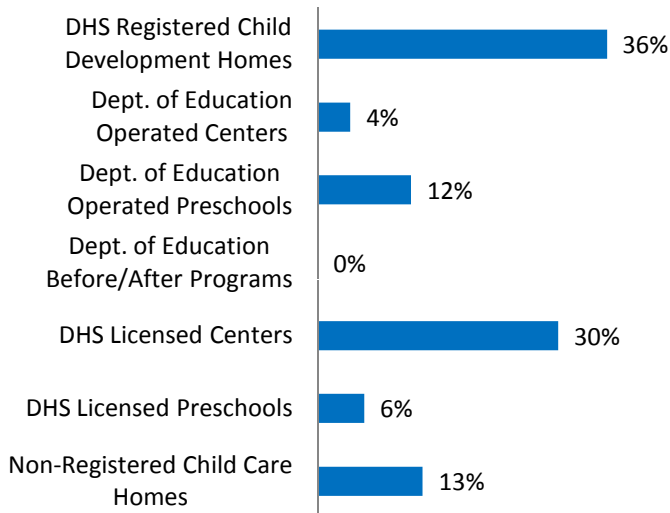 DHS Registered Child
Development Homes
36%
Dept. of Education
Operated Centers
4%
Dept. of Education
Operated Preschools
12%
Dept. of Education
Before/After Programs
0%
DHS Licensed Centers
30%
DHS Licensed Preschools
6%
Non-Registered Child Care
Homes
13%